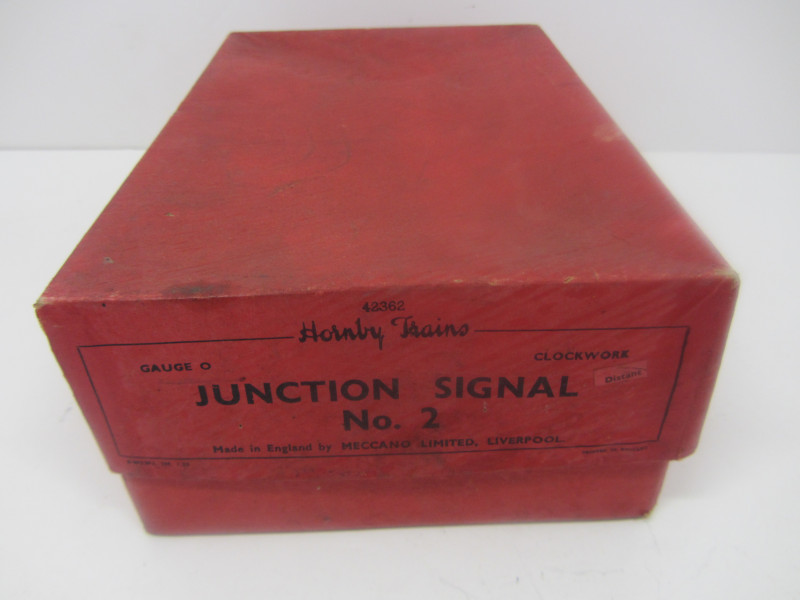 42362
Hornby Trains
GAUGE O CLOCKWORK
JUNCTION SIGNAL Distant
No. 2
Made in England by MECCANO LIMITED, LIVERPOOL